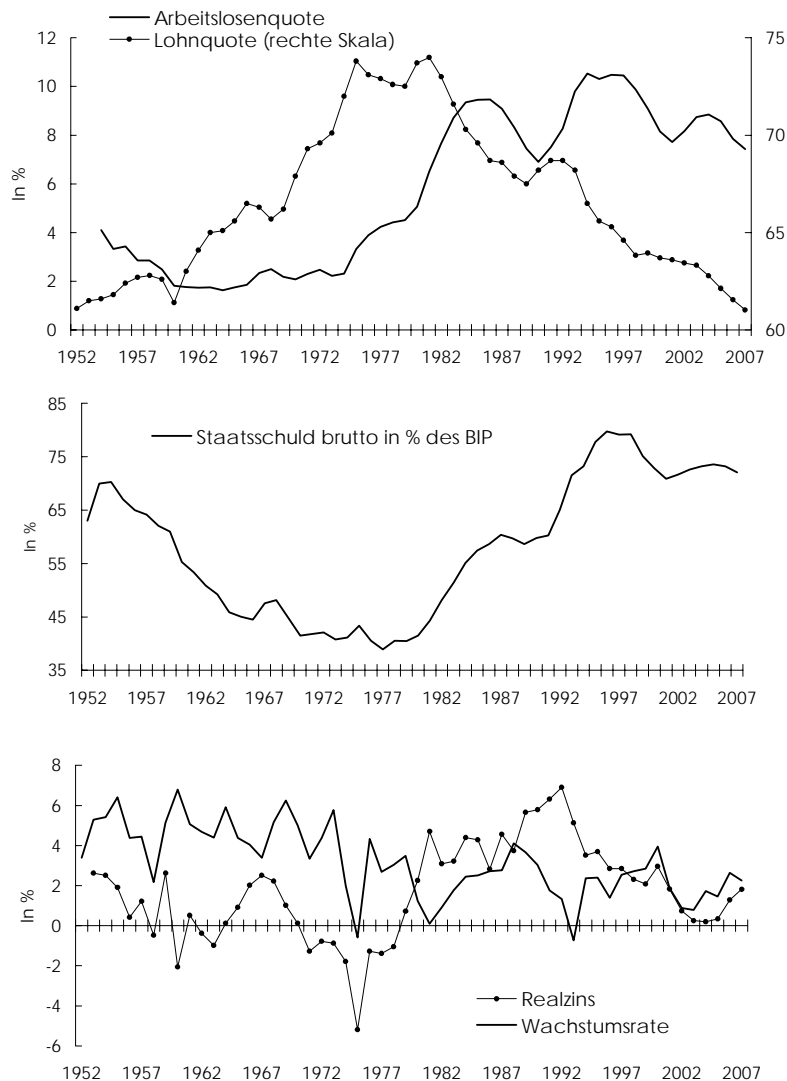 Arbeitslosenquote
Lohnquote (rechte Skala)
12 75
10
70
8
6
4 65
2
0 60
In %
1952 1957 1962 1967 1972 1977 1982 1987 1992 1997 2002 2007
85
Staatsschuld brutto in % des BIP
75
65
55
45
35
In %
1952 1957 1962 1967 1972 1977 1982 1987 1992 1997 2002 2007
8
6
4
2
0
-2
-4
-6
In %
Realzins
Wachstumsrate
1952 1957 1962 1967 1972 1977 1982 1987 1992 1997 2002 2007